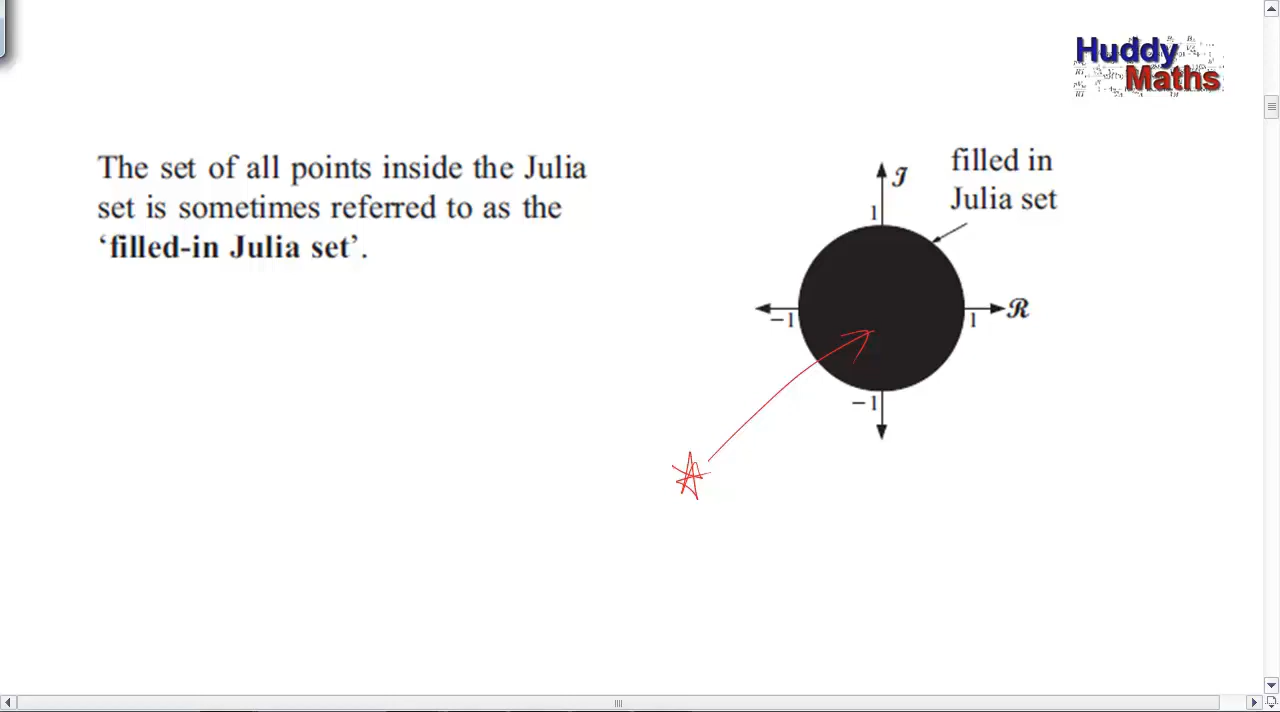 Huddy
Maths
The set of all points inside the Julia
set is sometimes referred to as the
‘filled-in Julia set’.
filled in
Julia set
ℐ
1
−1
1
ℛ
−1